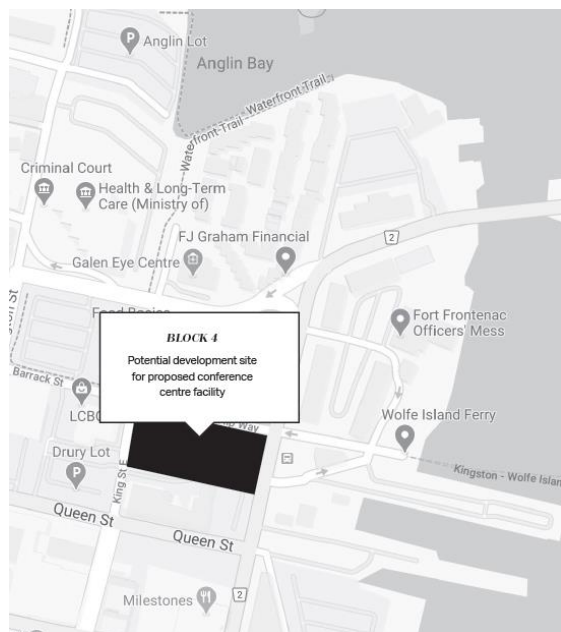 Anglin Lot
P
Anglin Bay
Waterfront Trail
Waterfront Trail
Criminal Court
Health & Long-Term
Care (Ministry of)
FJ Graham Financial
2
Galen Eye Centre
Fort Frontenac
Officers' Mess
BLOCK 4
Potential development site
for proposed conference
centre facility
Barrack St
LCBO
Way
Wolfe Island Ferry
Drury Lot
P
King St E
Kingston - Wolfe Islan
Queen St
Queen St
Milestones
2